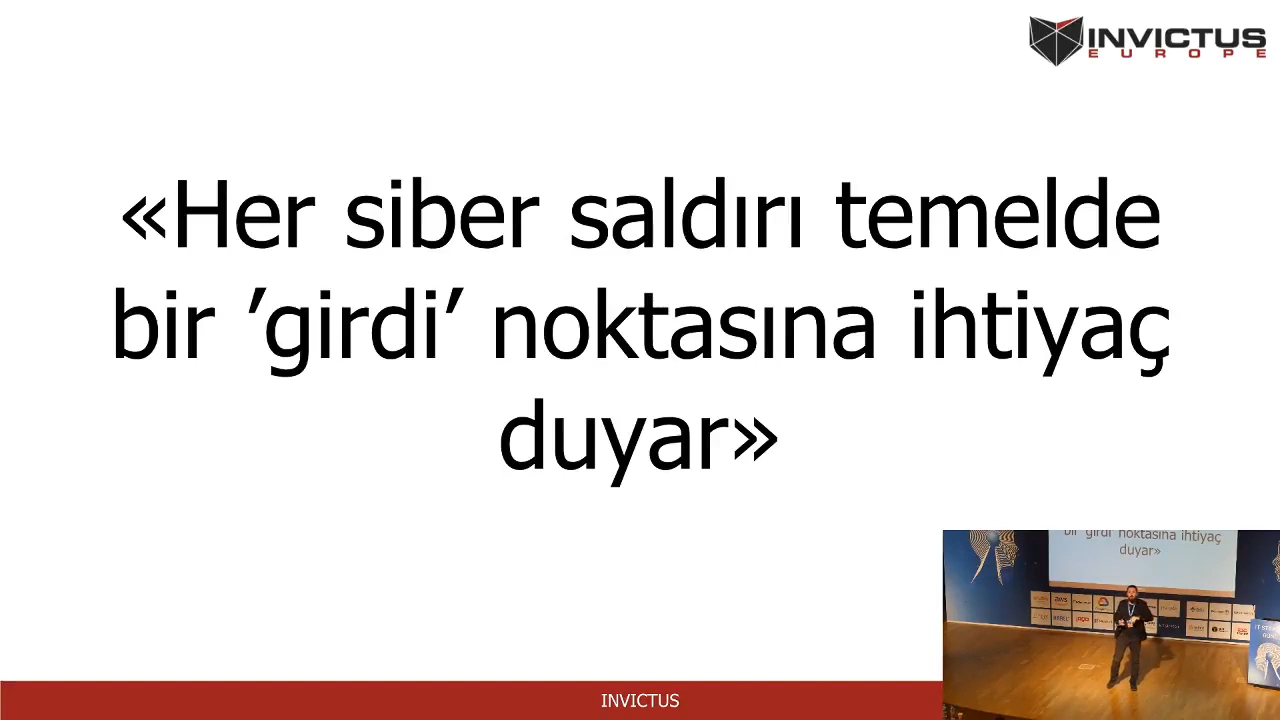 INVICTUS
EUROPE
«Her siber saldırı temelde
bir ’girdi’ noktasına ihtiyaç
duyar»
bir 'girdi' noktasına ihtiyaç
duyar»
INVICTUS